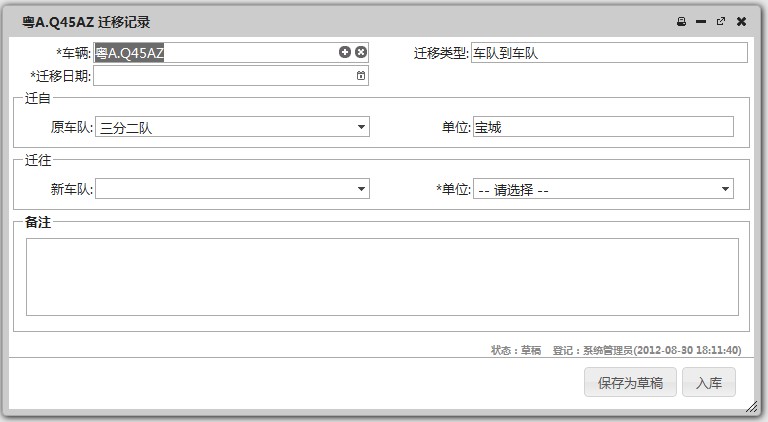 粤A.Q45AZ 迁移记录
*车辆: 粤A.Q45AZ 迁移类型: 车队到车队
*迁移日期:
迁自
原车队: 三分二队 单位: 宝城
迁往
新车队: *单位: -- 请选择 --
备注
状态：草稿 登记：系统管理员(2012-08-30 18:11:40)
保存为草稿 入库